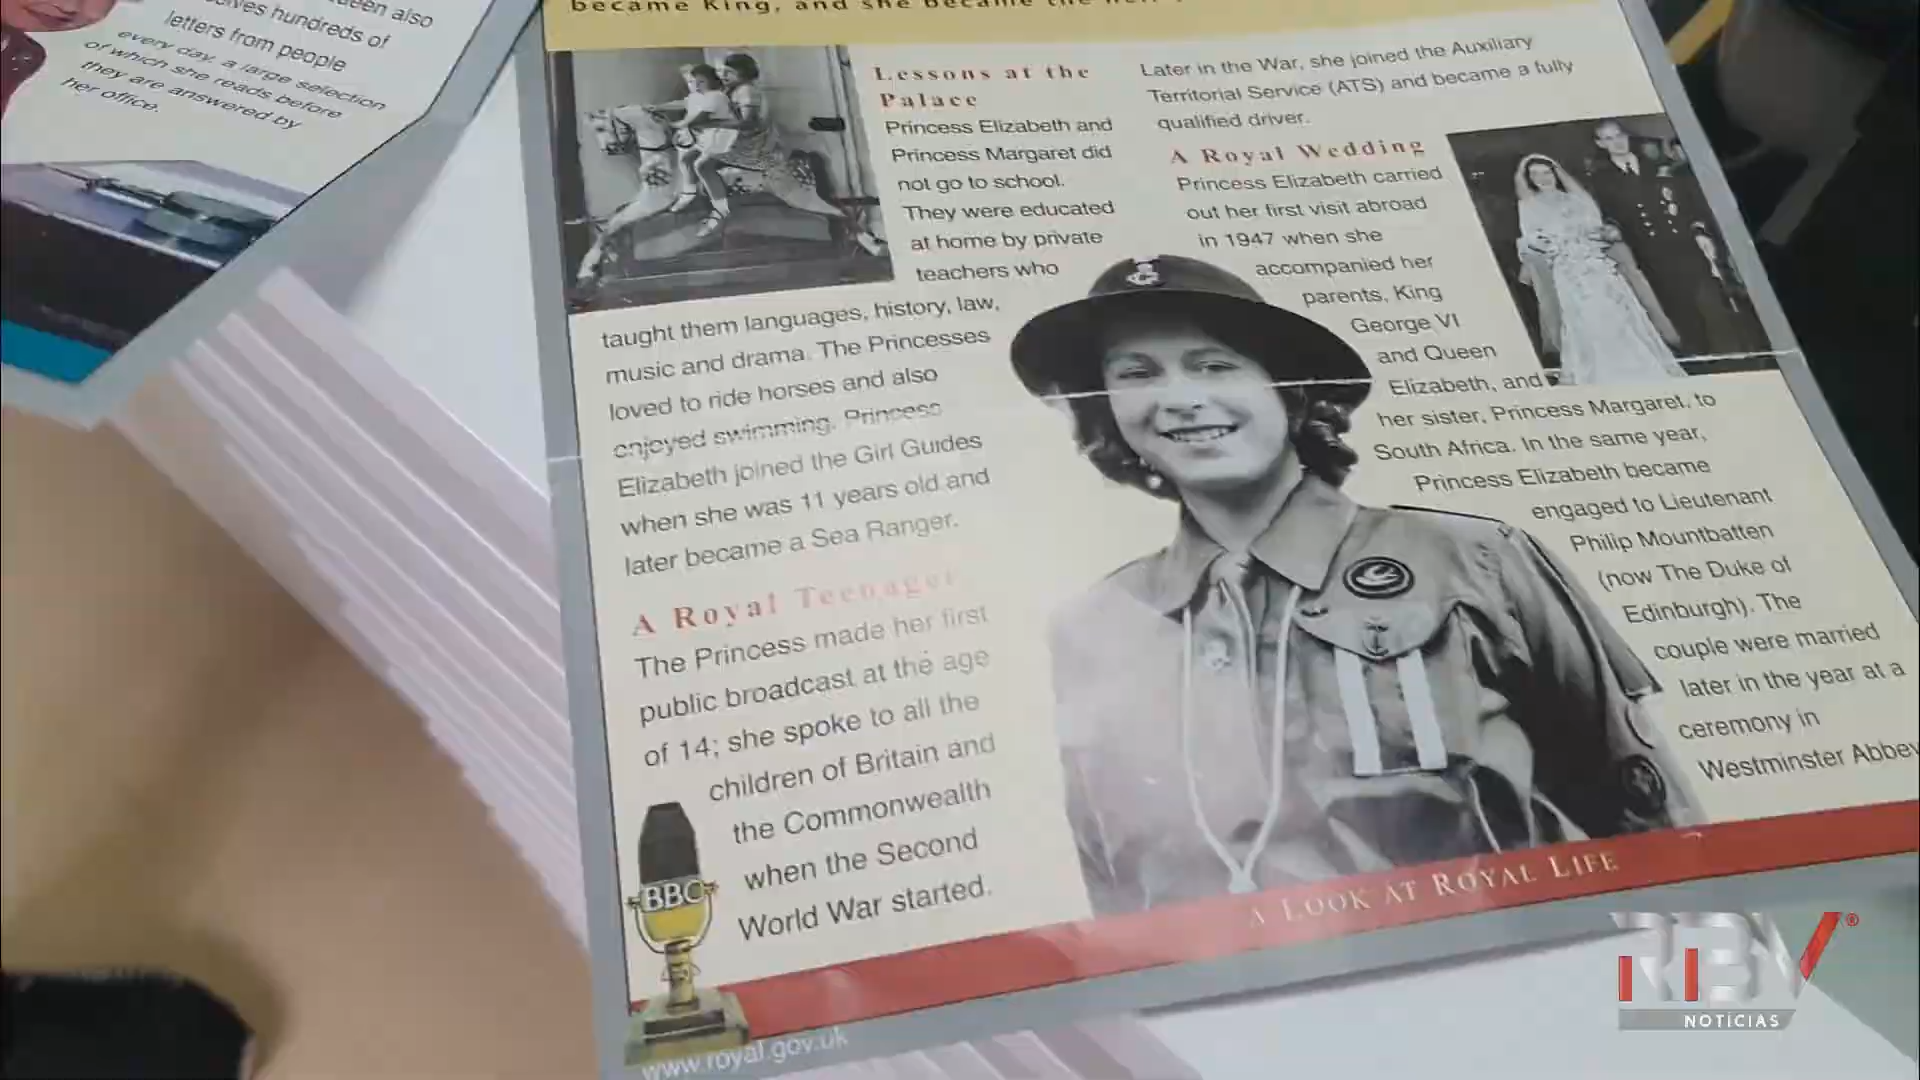 een also
hundreds of
letters from people
every day, a large selection
of which she reads before
they are answered by
her office.
became King, and she became the
Lessons at the
Palace
Princess Elizabeth and
Princess Margaret did
not go to school.
They were educated
at home by private
teachers who
taught them languages, history, law,
music and drama. The Princesses
loved to ride horses and also
enjoyed swimming. Princess
Elizabeth joined the Girl Guides
when she was 11 years old and
later became a Sea Ranger.
A Royal Teenager
The Princess made her first
public broadcast at the age
of 14; she spoke to all the
children of Britain and
the Commonwealth
when the Second
World War started.
BBC
Later in the War, she joined the Auxiliary
Territorial Service (ATS) and became a fully
qualified driver.
A Royal Wedding
Princess Elizabeth carried
out her first visit abroad
in 1947 when she
accompanied her
parents, King
George VI
and Queen
Elizabeth, and
her sister, Princess Margaret, to
South Africa. In the same year,
Princess Elizabeth became
engaged to Lieutenant
Philip Mountbatten
(now The Duke of
Edinburgh). The
couple were married
later in the year at a
ceremony in
Westminster Abbey
A LOOK AT ROYAL LIFE
www.royal.gov.uk
RBV®
NOTÍCIAS